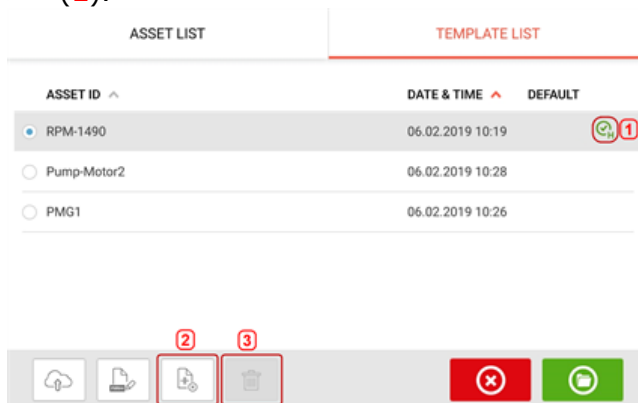 ASSET LIST TEMPLATE LIST
ASSET ID DATE & TIME DEFAULT
RPM-1490 06.02.2019 10:19 H 1
Pump-Motor2 06.02.2019 10:28
PMG1 06.02.2019 10:26
2 3